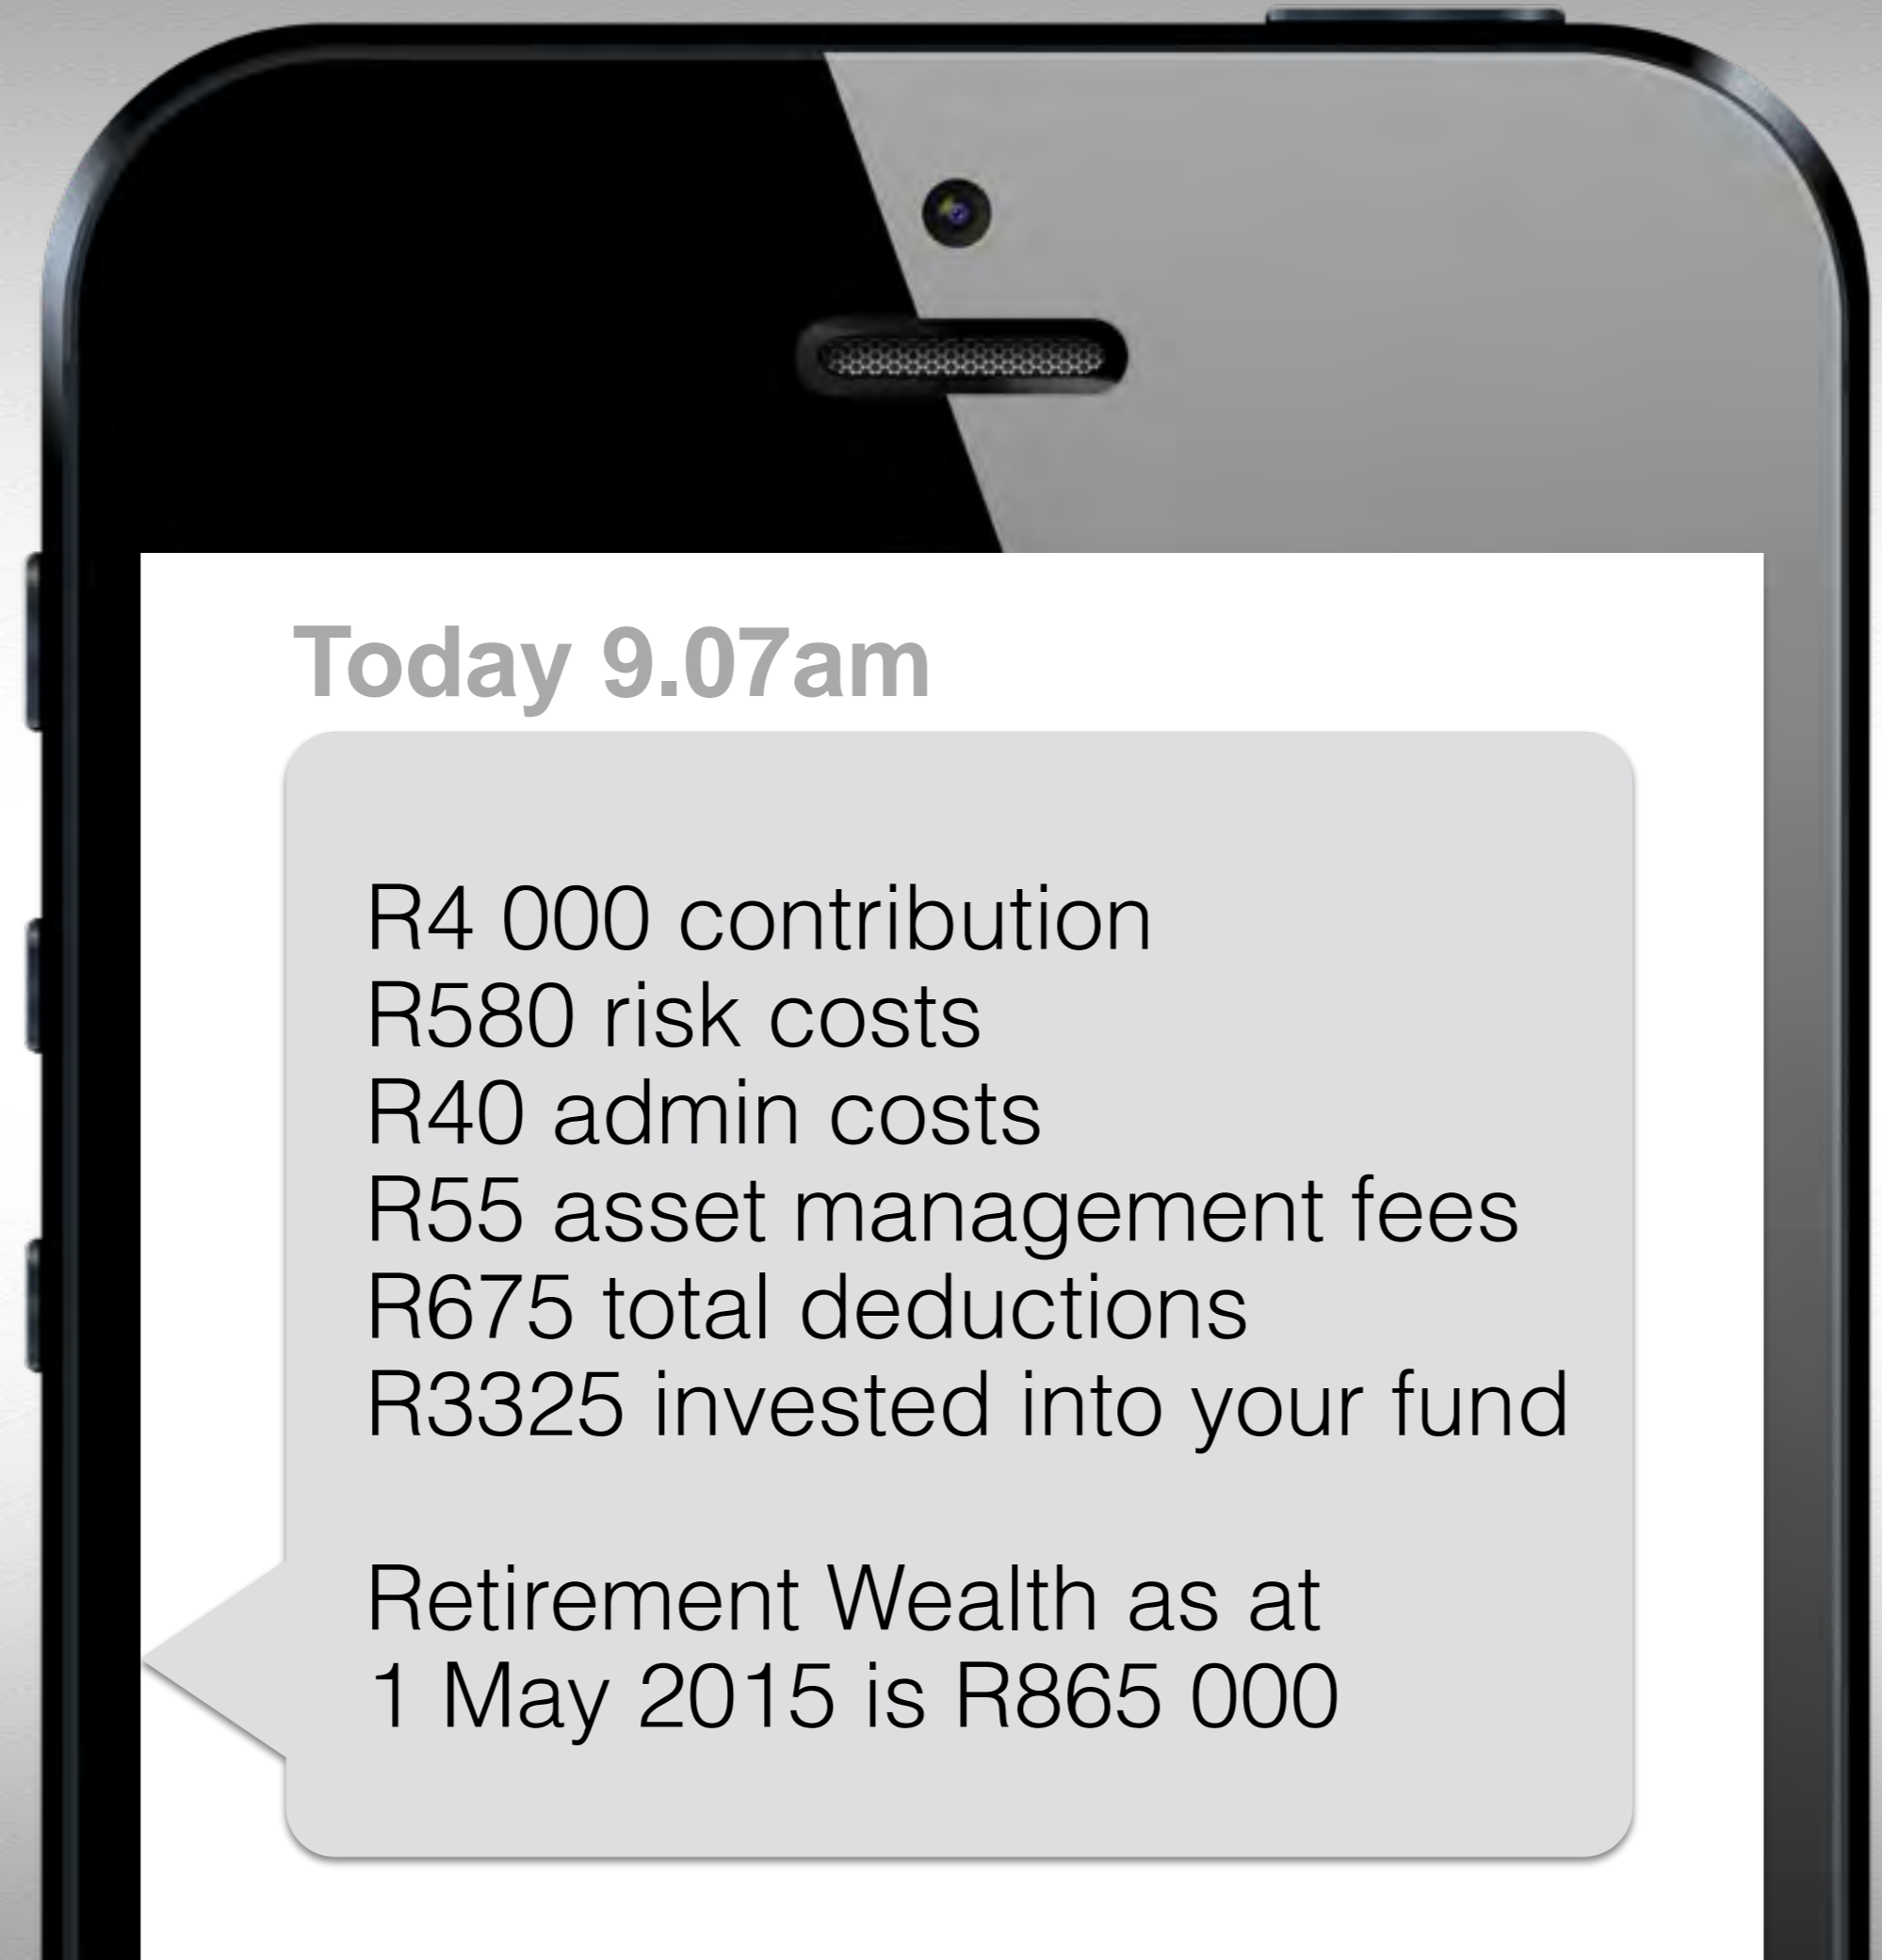 Today 9.07am
R4 000 contribution
R580 risk costs
R40 admin costs
R55 asset management fees
R675 total deductions
R3325 invested into your fund
Retirement Wealth as at
1 May 2015 is R865 000